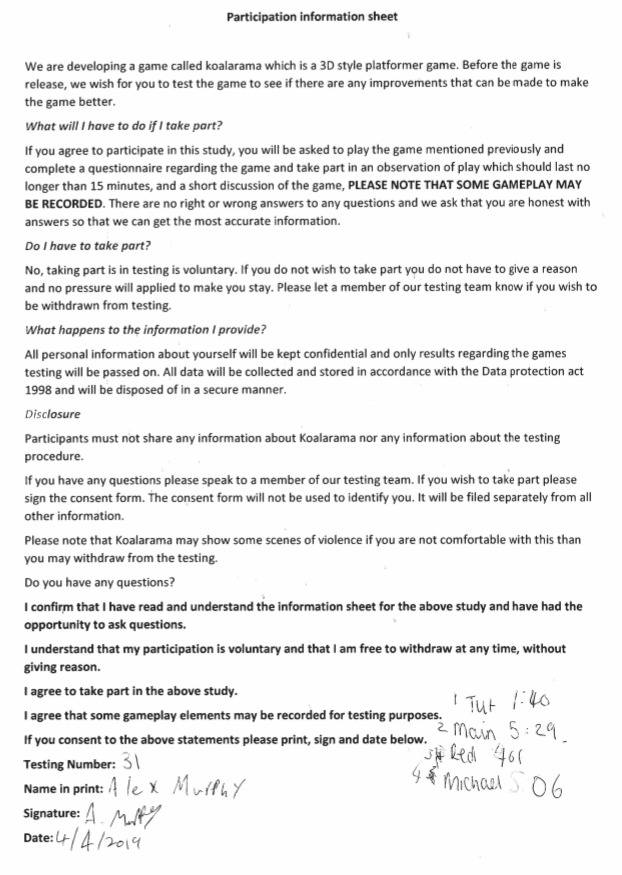 Participation information sheet
We are developing a game called koalarama which is a 3D style platformer game. Before the game is
release, we wish for you to test the game to see if there are any improvements that can be made to make
the game better.
What will I have to do if I take part?
If you agree to participate in this study, you will be asked to play the game mentioned previously and
complete a questionnaire regarding the game and take part in an observation of play which should last no
longer than 15 minutes, and a short discussion of the game, PLEASE NOTE THAT SOME GAMEPLAY MAY
BE RECORDED. There are no right or wrong answers to any questions and we ask that you are honest with
answers so that we can get the most accurate information.
Do I have to take part?
No, taking part is in testing is voluntary. If you do not wish to take part you do not have to give a reason
and no pressure will applied to make you stay. Please let a member of our testing team know if you wish to
be withdrawn from testing.
What happens to the information I provide?
All personal information about yourself will be kept confidential and only results regarding the games
testing will be passed on. All data will be collected and stored in accordance with the Data protection act
1998 and will be disposed of in a secure manner.
Disclosure
Participants must not share any information about Koalarama nor any information about the testing
procedure.
If you have any questions please speak to a member of our testing team. If you wish to take part please
sign the consent form. The consent form will not be used to identify you. It will be filed separately from all
other information.
Please note that Koalarama may show some scenes of violence if you are not comfortable with this than
you may withdraw from the testing.
Do you have any questions?
I confirm that I have read and understand the information sheet for the above study and have had the
opportunity to ask questions.
I understand that my participation is voluntary and that I am free to withdraw at any time, without
giving reason.
I agree to take part in the above study.
1 Tut 1:40
I agree that some gameplay elements may be recorded for testing purposes.
2 Main 5:29
If you consent to the above statements please print, sign and date below.
Red
Testing Number: 31
4 Michael 06
Name in print: Alex Murphy
Signature: A.
Date: 4/4/2019